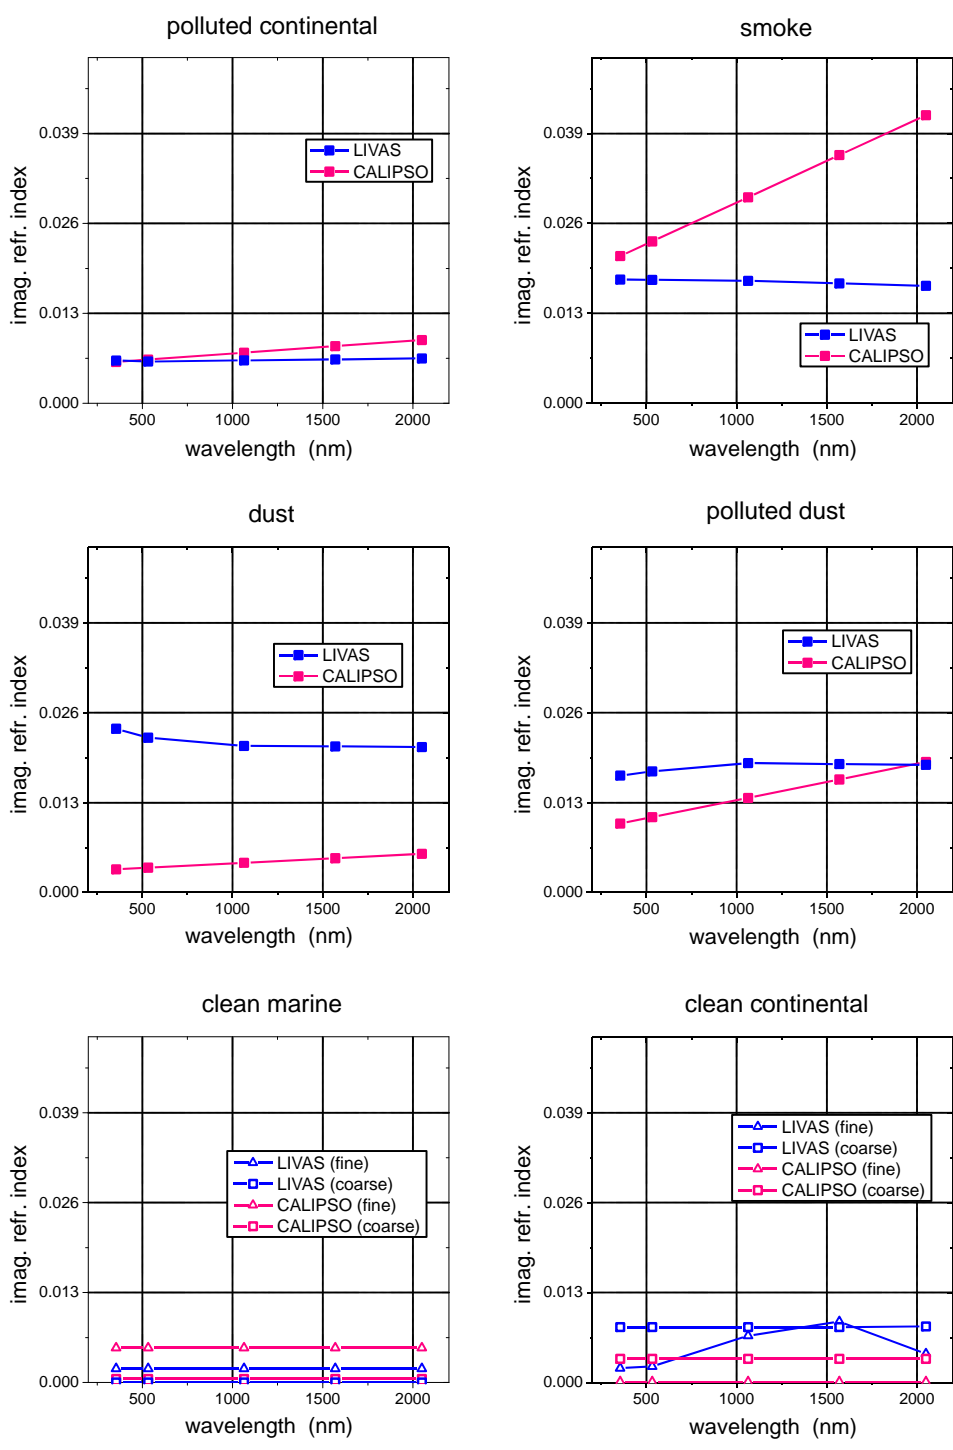 polluted continental
imag. refr. index
0.039
0.026
0.013
0.000
LIVAS
CALIPSO
500 1000 1500 2000
wavelength (nm)
smoke
imag. refr. index
0.039
0.026
0.013
0.000
LIVAS
CALIPSO
500 1000 1500 2000
wavelength (nm)
dust
imag. refr. index
0.039
0.026
0.013
0.000
LIVAS
CALIPSO
500 1000 1500 2000
wavelength (nm)
polluted dust
imag. refr. index
0.039
0.026
0.013
0.000
LIVAS
CALIPSO
500 1000 1500 2000
wavelength (nm)
clean marine
imag. refr. index
0.039
0.026
0.013
0.000
LIVAS (fine)
LIVAS (coarse)
CALIPSO (fine)
CALIPSO (coarse)
500 1000 1500 2000
wavelength (nm)
clean continental
imag. refr. index
0.039
0.026
0.013
0.000
LIVAS (fine)
LIVAS (coarse)
CALIPSO (fine)
CALIPSO (coarse)
500 1000 1500 2000
wavelength (nm)